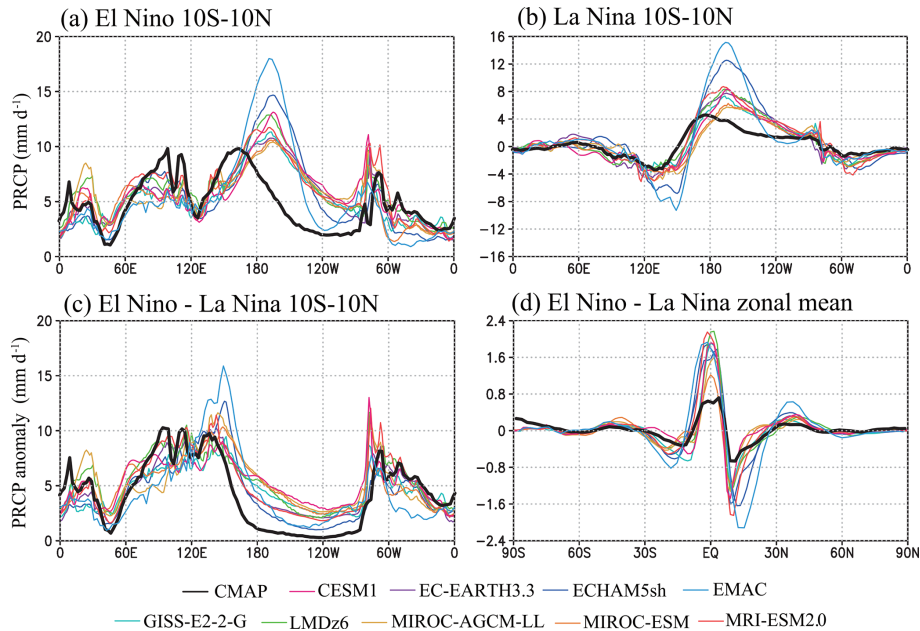 (a) El Nino 10S-10N
(b) La Nina 10S-10N
PRCP (mm d⁻¹)
20
15
10
5
0
0 60E 120E 180 120W 60W 0
16
12
8
4
0
−4
−8
−12
−16
0 60E 120E 180 120W 60W 0
(c) El Nino - La Nina 10S-10N
(d) El Nino - La Nina zonal mean
PRCP anomaly (mm d⁻¹)
20
15
10
5
0
0 60E 120E 180 120W 60W 0
2.4
1.6
0.8
0
−0.8
−1.6
−2.4
90S 60S 30S EQ 30N 60N 90N
CMAP CESM1 EC-EARTH3.3 ECHAM5sh EMAC
GISS-E2-2-G LMDz6 MIROC-AGCM-LL MIROC-ESM MRI-ESM2.0